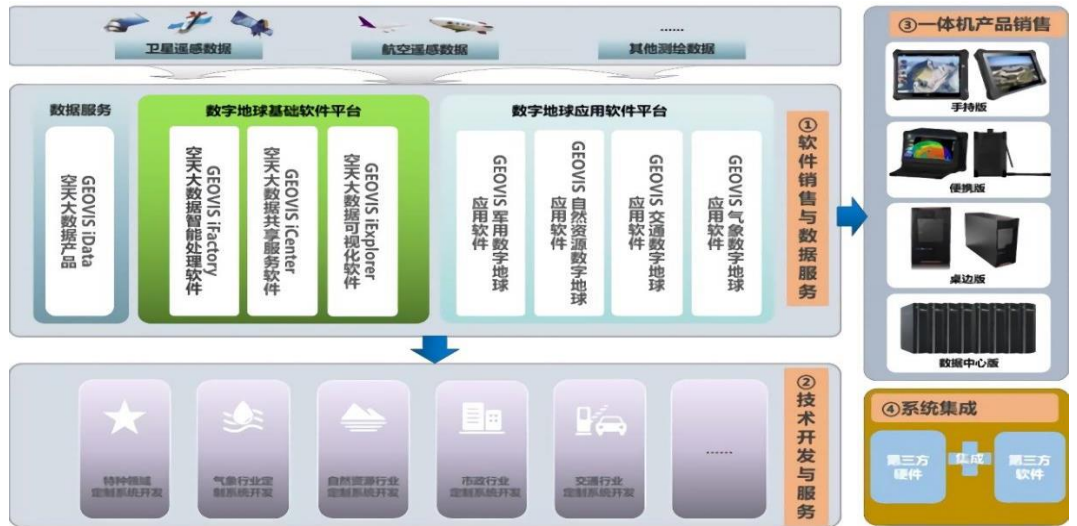 卫星遥感数据
航空遥感数据
......
其他测绘数据
数据服务
GEOVIS iData
空天大数据产品
数字地球基础软件平台
GEOVIS iFactory
空天大数据智能处理软件
GEOVIS iCenter
空天大数据共享服务软件
GEOVIS iExplorer
空天大数据可视化软件
数字地球应用软件平台
GEOVIS 军用数字地球
应用软件
GEOVIS 自然资源数字地球
应用软件
GEOVIS 交通数字地球
应用软件
GEOVIS 气象数字地球
应用软件
①软件销售与数据服务
特种领域
定制系统开发
气象行业定
制系统开发
自然资源行业
定制系统开发
市政行业
定制系统开发
交通行业
定制系统开发
......
②技术开发与服务
③一体机产品销售
手持版
便携版
桌边版
数据中心版
④系统集成
第三方
硬件
集成
第三方
软件